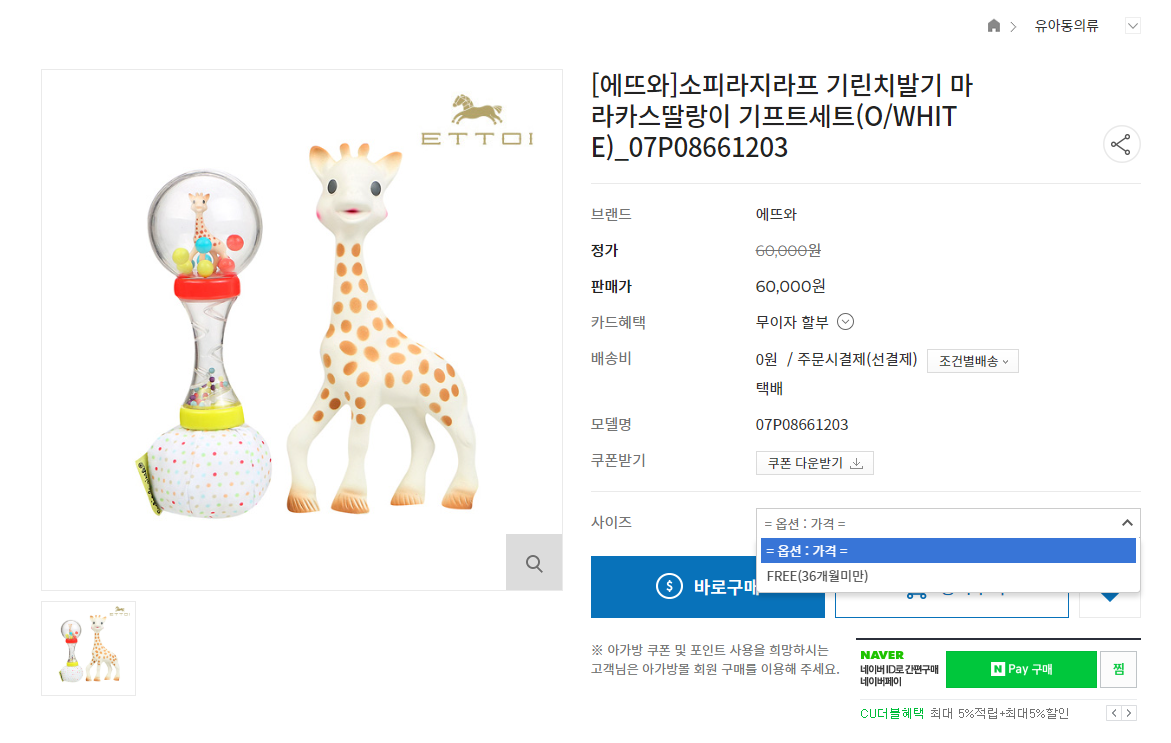 유아동의류
ETTOI
[에뜨와]소피라지라프 기린치발기 마
라카스딸랑이 기프트세트(O/WHIT
E)_07P08661203
브랜드 에뜨와
정가 60,000원
판매가 60,000원
카드혜택 무이자 할부
배송비 0원 / 주문시결제(선결제) 조건별배송
택배
모델명 07P08661203
쿠폰받기 쿠폰 다운받기
사이즈 = 옵션 : 가격 =
= 옵션 : 가격 =
FREE(36개월미만)
$ 바로구매
※ 아가방 쿠폰 및 포인트 사용을 희망하시는
고객님은 아가방몰 회원 구매를 이용해 주세요.
NAVER
네이버 ID로 간편구매
네이버페이
N Pay 구매
찜
CU더블혜택 최대 5%적립+최대5%할인